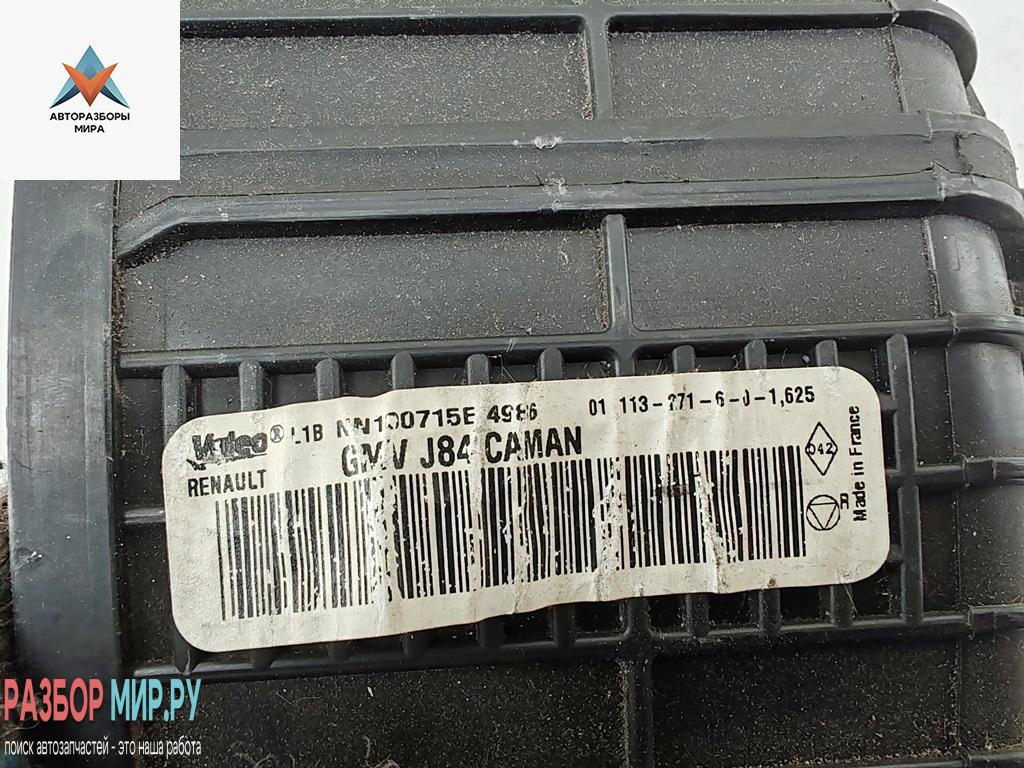 АВТОРАЗБОРЫ
МИРА
Valeo® L1B NN100715E 4986 01 113-271-6-0-1,625
GMV J84 CAMAN
RENAULT
042
R
Made in France
РАЗБОР МИР.РУ
поиск автозапчастей - это наша работа